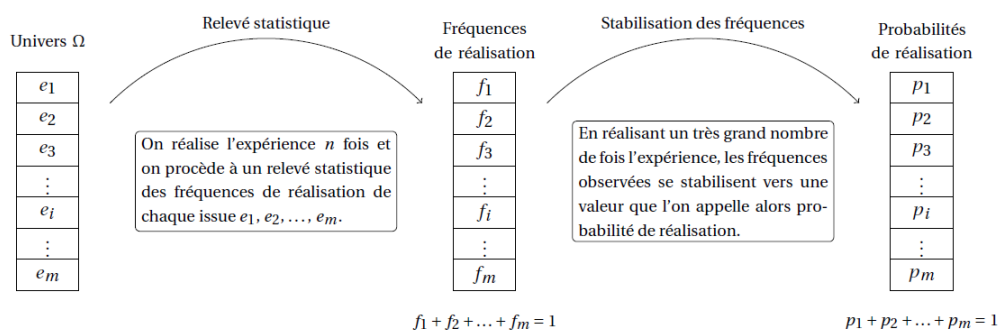 Univers Ω
e1
e2
e3
⋮
ei
⋮
em
Relevé statistique
On réalise l'expérience n fois et
on procède à un relevé statistique
des fréquences de réalisation de
chaque issue e1, e2, ..., em.
Fréquences
de réalisation
f1
f2
f3
⋮
fi
⋮
fm
f1 + f2 + ... + fm = 1
Stabilisation des fréquences
En réalisant un très grand nombre
de fois l'expérience, les fréquences
observées se stabilisent vers une
valeur que l'on appelle alors pro-
babilité de réalisation.
Probabilités
de réalisation
p1
p2
p3
⋮
pi
⋮
pm
p1 + p2 + ... + pm = 1